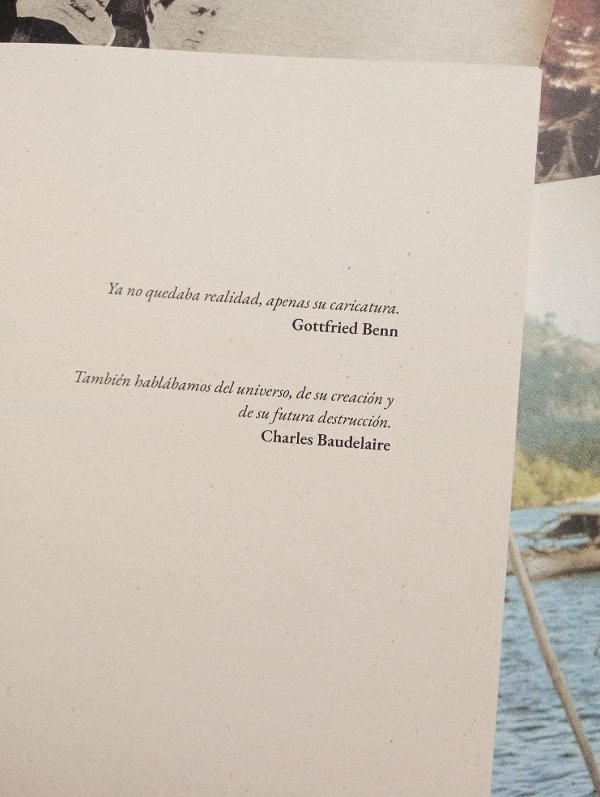 Ya no quedaba realidad, apenas su caricatura.
Gottfried Benn
También hablábamos del universo, de su creación y
de su futura destrucción.
Charles Baudelaire